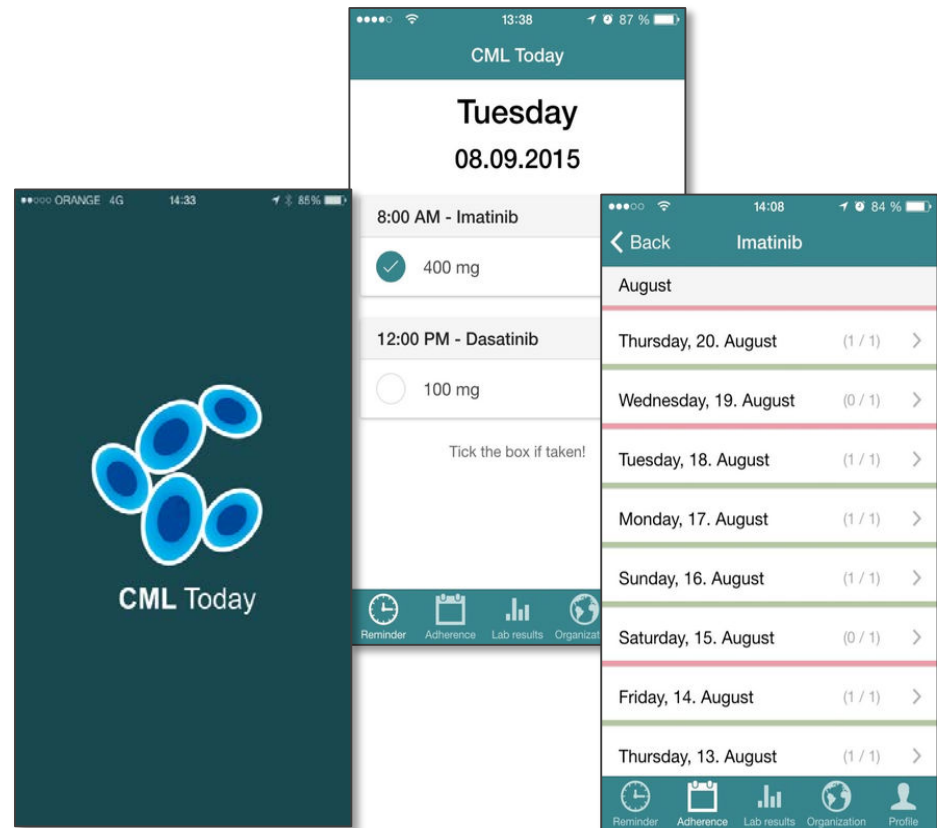 ORANGE 4G 14:33 85%
CML Today
13:38 87 %
CML Today
Tuesday
08.09.2015
8:00 AM - Imatinib
400 mg
12:00 PM - Dasatinib
100 mg
Tick the box if taken!
Reminder Adherence Lab results Organizat
14:08 84 %
Back Imatinib
August
Thursday, 20. August (1 / 1)
Wednesday, 19. August (0 / 1)
Tuesday, 18. August (1 / 1)
Monday, 17. August (1 / 1)
Sunday, 16. August (1 / 1)
Saturday, 15. August (0 / 1)
Friday, 14. August (1 / 1)
Thursday, 13. August (1 / 1)
Reminder Adherence Lab results Organization Profile